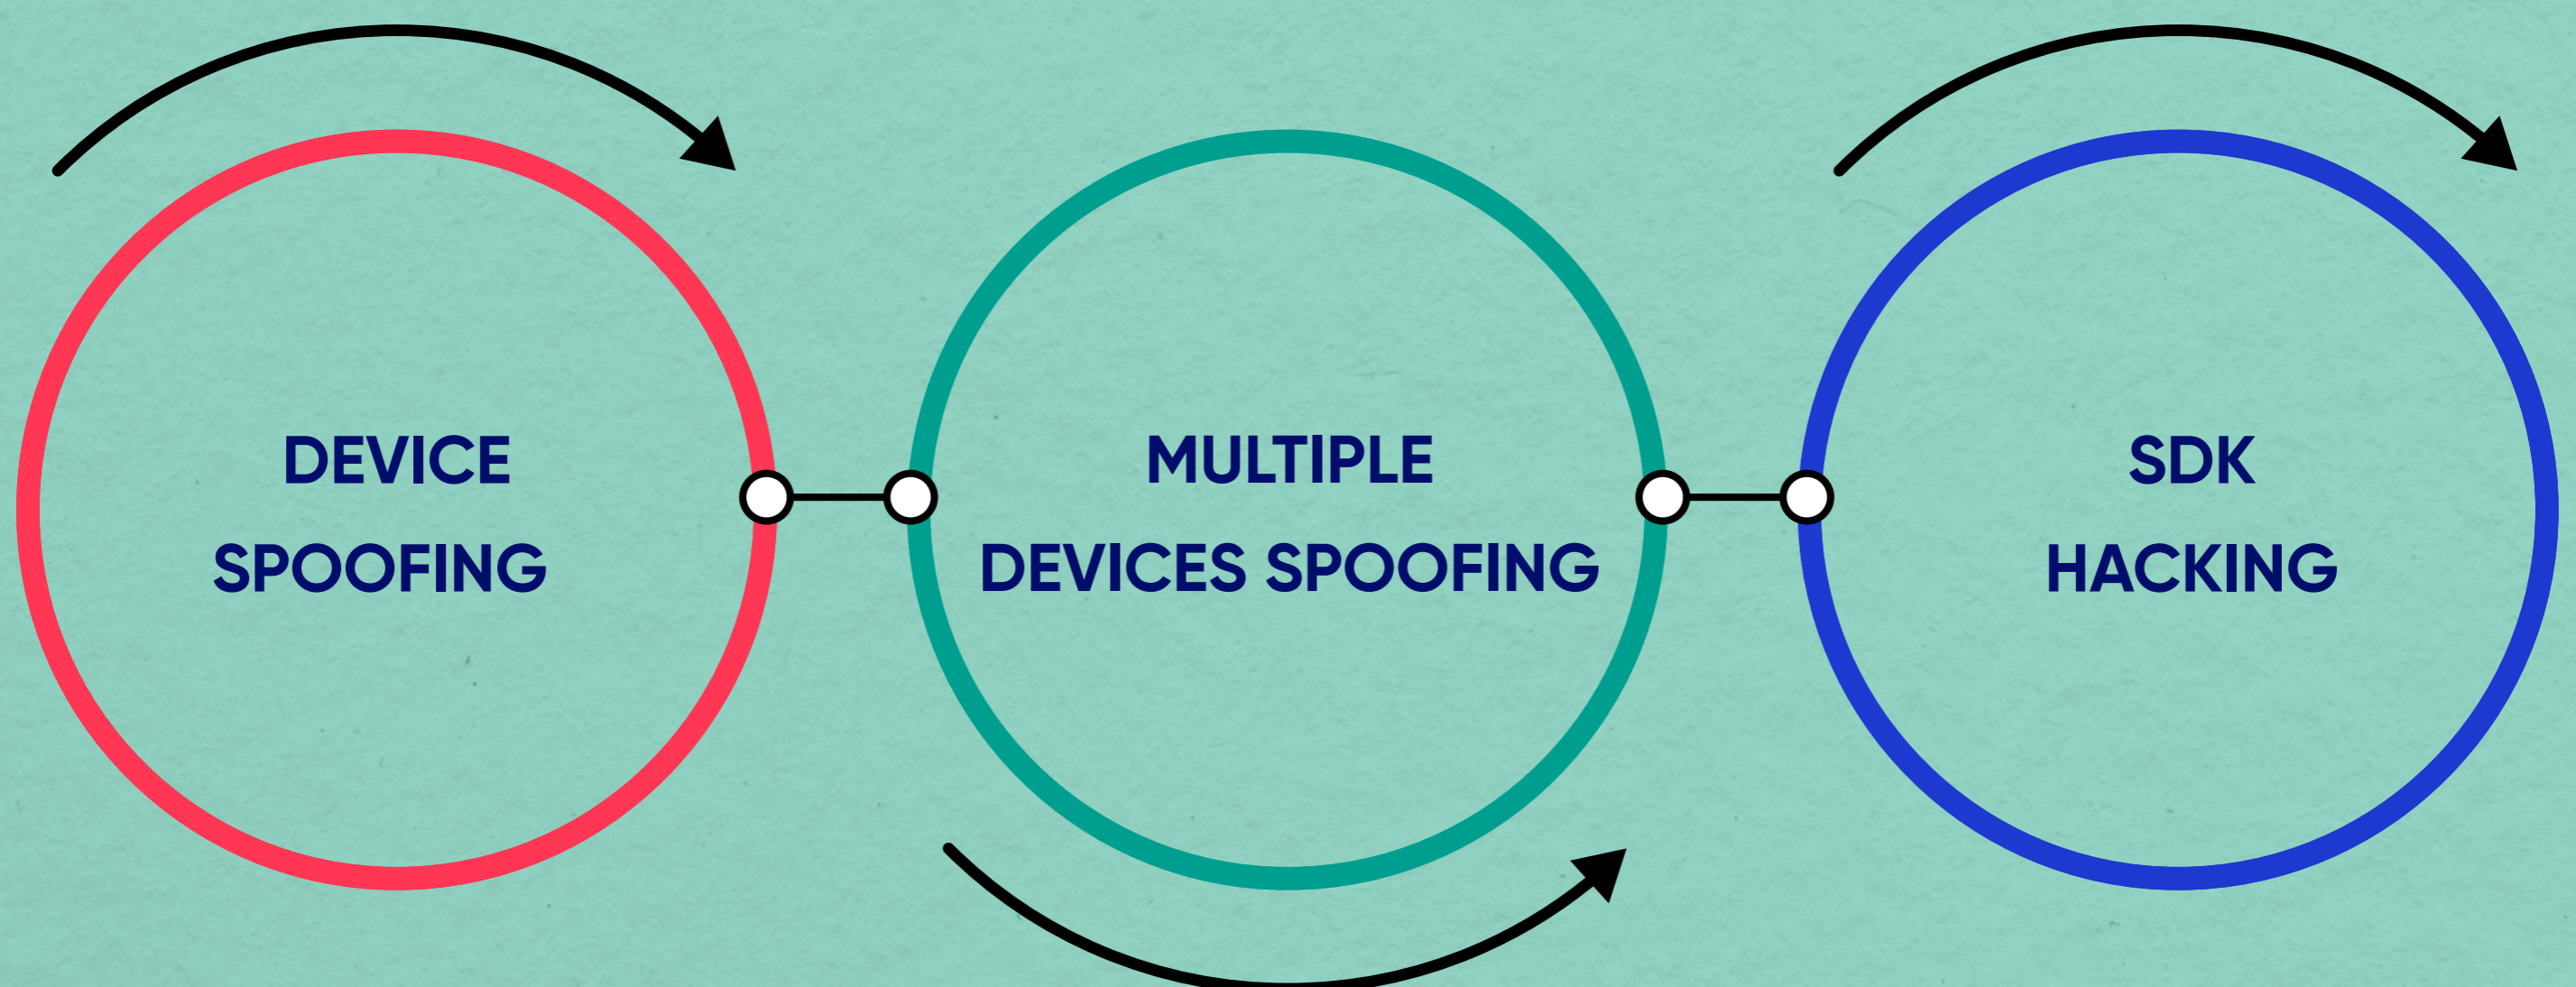 DEVICE
SPOOFING
MULTIPLE
DEVICES SPOOFING
SDK
HACKING